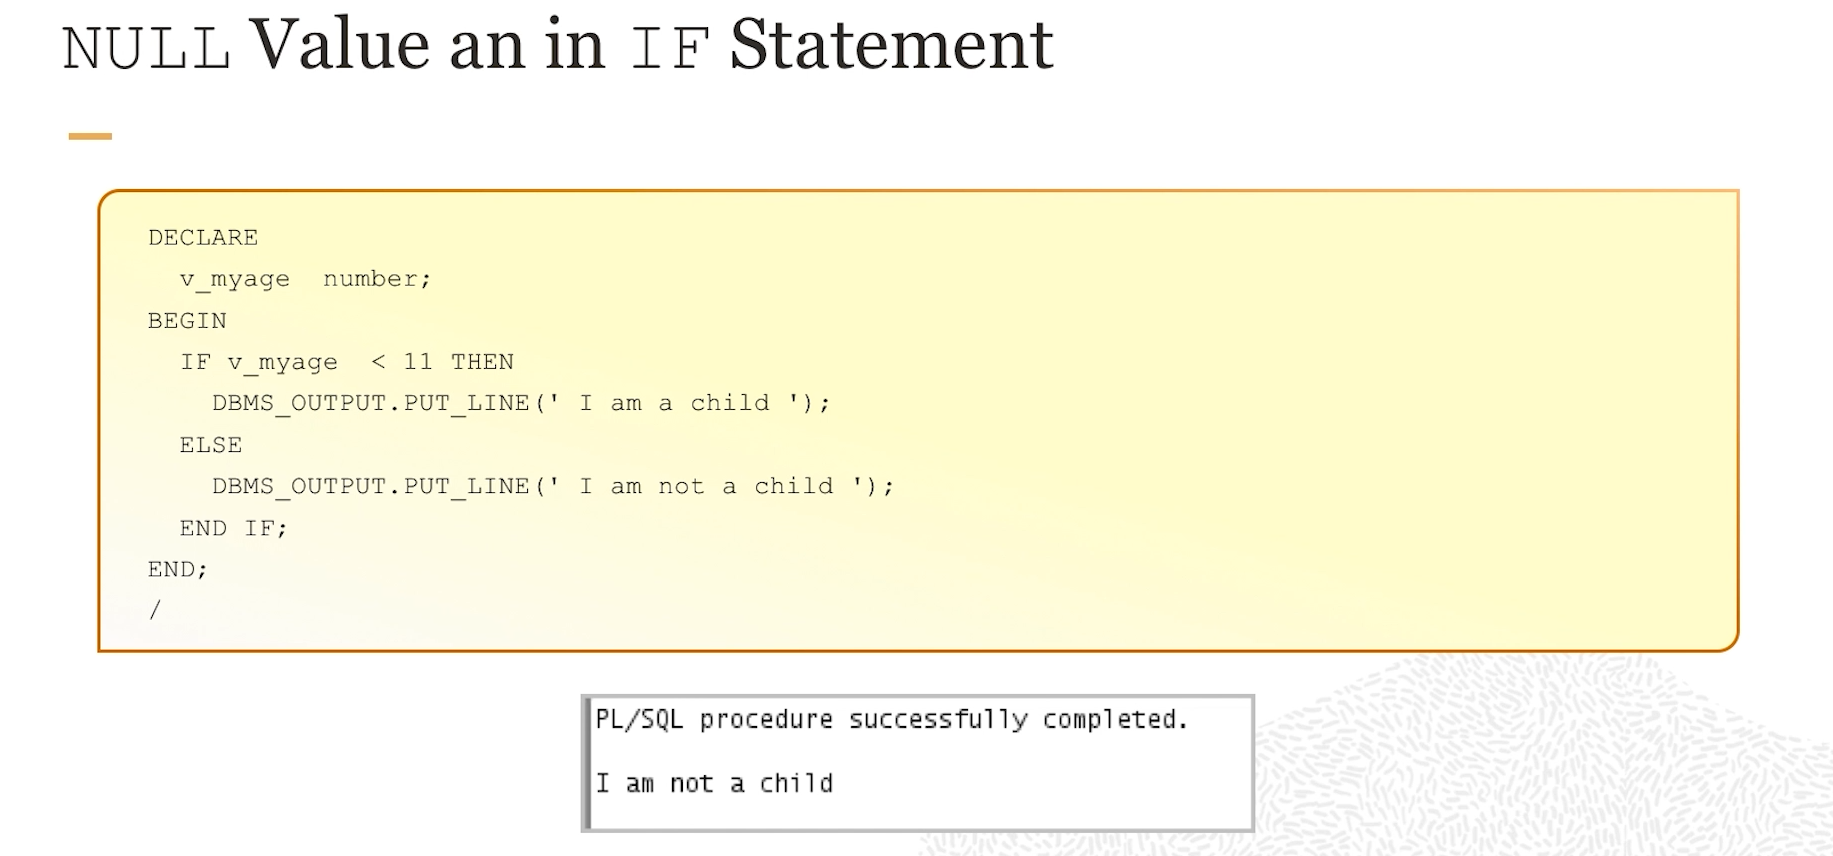 NULL Value an in IF Statement
DECLARE
v_myage number;
BEGIN
IF v_myage < 11 THEN
DBMS_OUTPUT.PUT_LINE(' I am a child ');
ELSE
DBMS_OUTPUT.PUT_LINE(' I am not a child ');
END IF;
END;
/
PL/SQL procedure successfully completed.
I am not a child